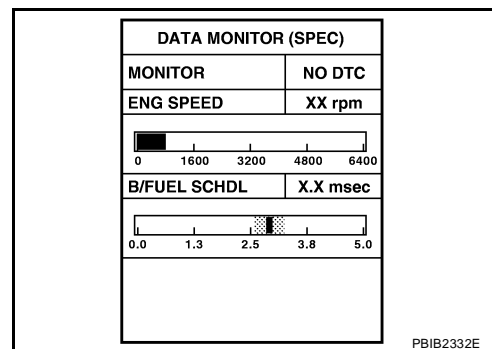 DATA MONITOR (SPEC)
MONITOR NO DTC
ENG SPEED XX rpm
0 1600 3200 4800 6400
B/FUEL SCHDL X.X msec
0.0 1.3 2.5 3.8 5.0
PBIB2332E